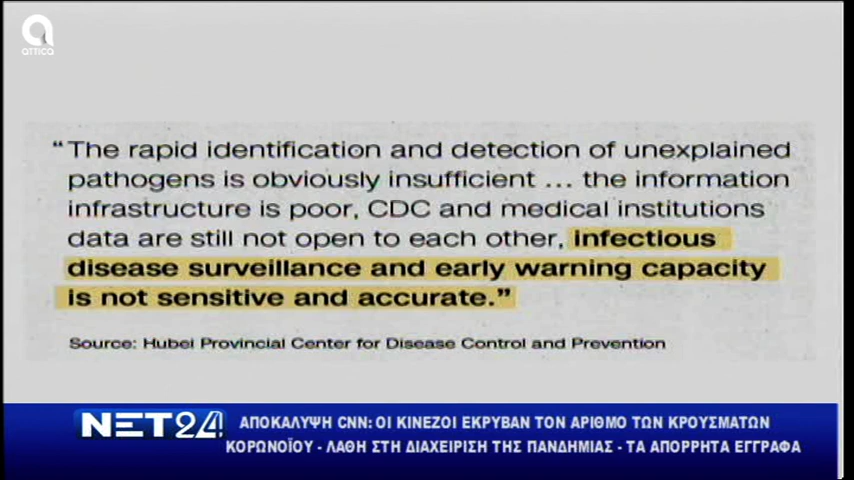 attica
“The rapid identification and detection of unexplained
pathogens is obviously insufficient ... the information
infrastructure is poor, CDC and medical institutions
data are still not open to each other, infectious
disease surveillance and early warning capacity
is not sensitive and accurate.”
Source: Hubei Provincial Center for Disease Control and Prevention
NET24 ΑΠΟΚΑΛΥΨΗ CNN: ΟΙ ΚΙΝΕΖΟΙ ΕΚΡΥΒΑΝ ΤΟΝ ΑΡΙΘΜΟ ΤΩΝ ΚΡΟΥΣΜΑΤΩΝ
ΚΟΡΩΝΟΪΟΥ - ΛΑΘΗ ΣΤΗ ΔΙΑΧΕΙΡΙΣΗ ΤΗΣ ΠΑΝΔΗΜΙΑΣ - ΤΑ ΑΠΟΡΡΗΤΑ ΕΓΓΡΑΦΑ